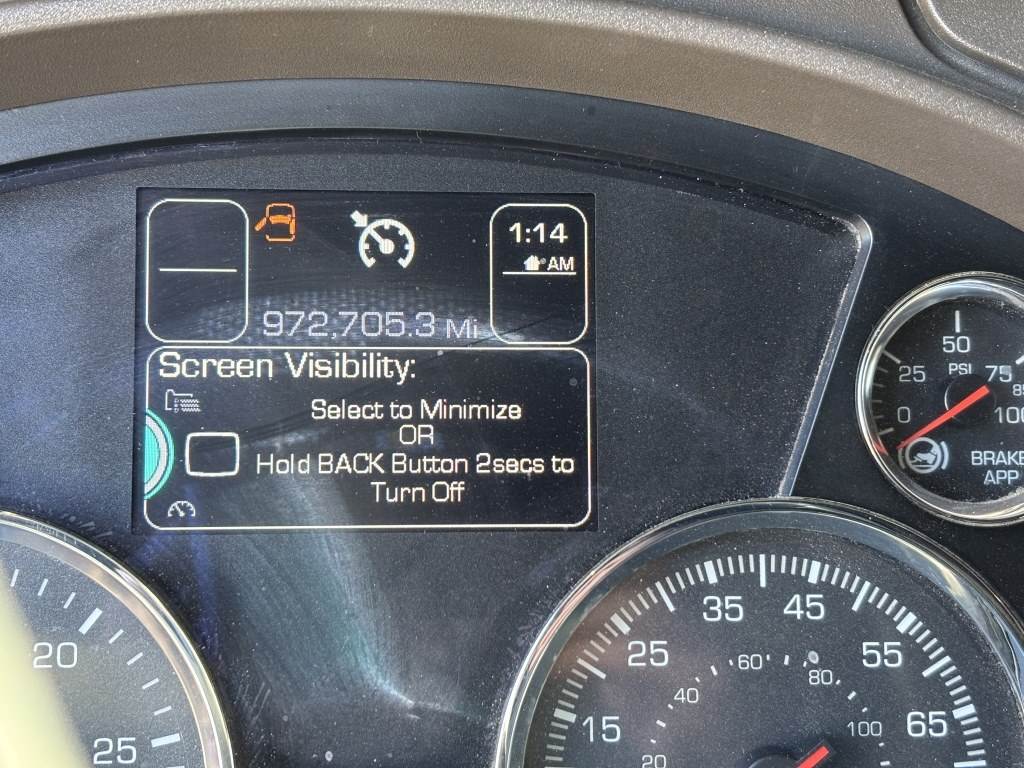 1:14
AM
972,705.3 Mi
Screen Visibility:
Select to Minimize
OR
Hold BACK Button 2secs to
Turn Off
50
PSI
25
75
0
100
BRAKE
APP
20
25
35
45
25
55
15
65
60
80
40
100
20